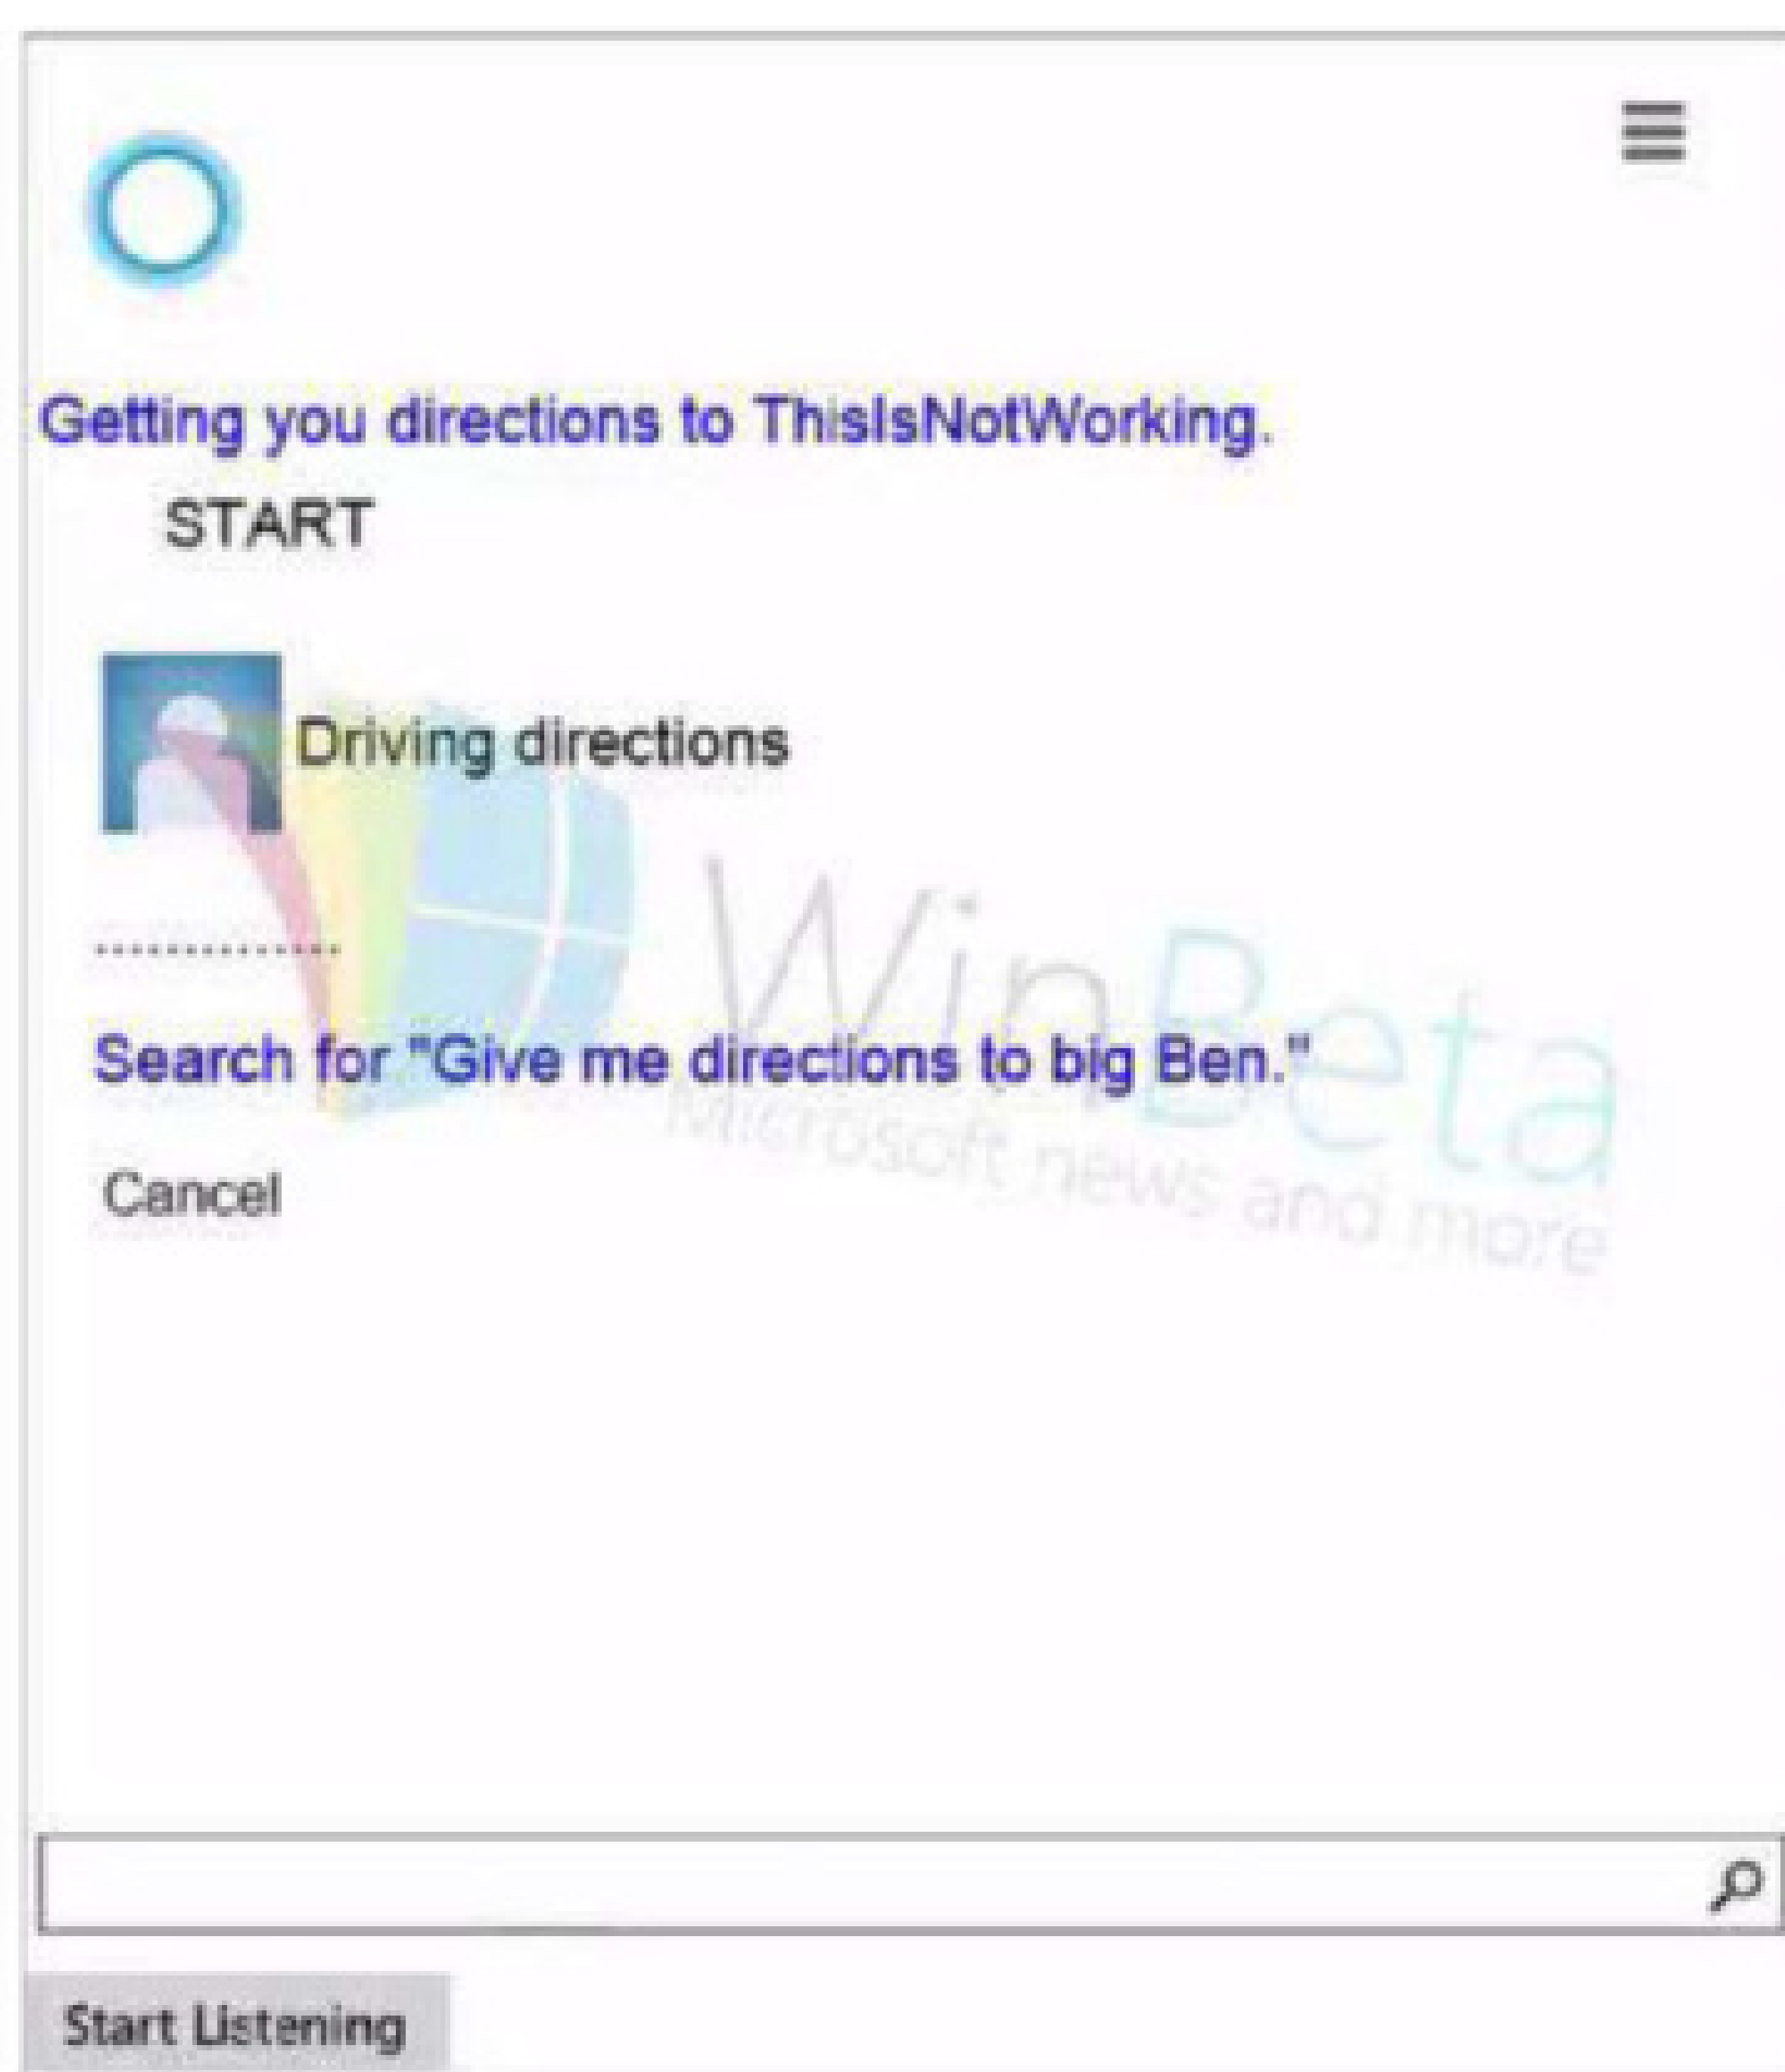 Getting you directions to ThisIsNotWorking.
START
Driving directions
WinBeta
Search for "Give me directions to big Ben."
Microsoft news and more
Cancel
Start Listening